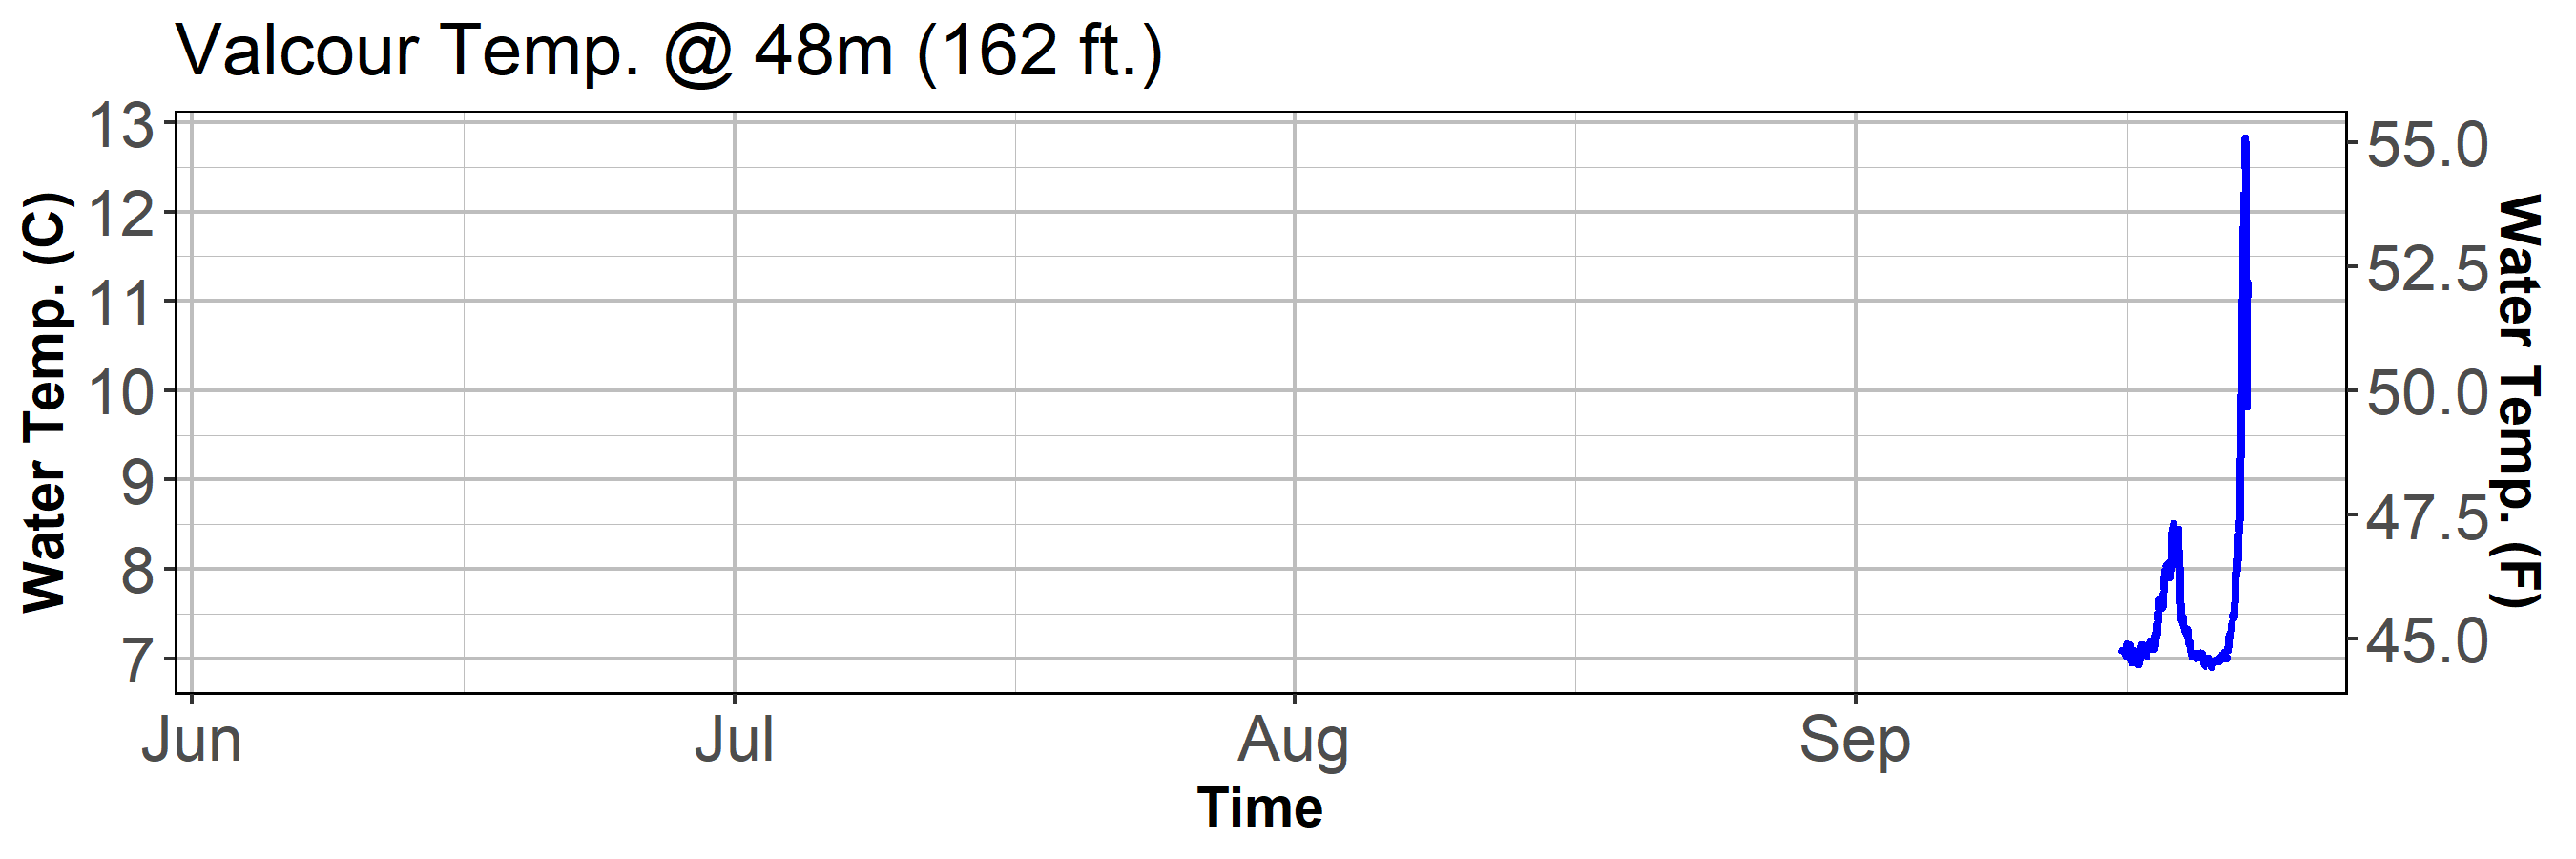 Valcour Temp. @ 48m (162 ft.)
Water Temp. (C)
13
12
11
10
9
8
7
55.0
52.5
50.0
47.5
45.0
Water Temp. (F)
Jun Jul Aug Sep
Time